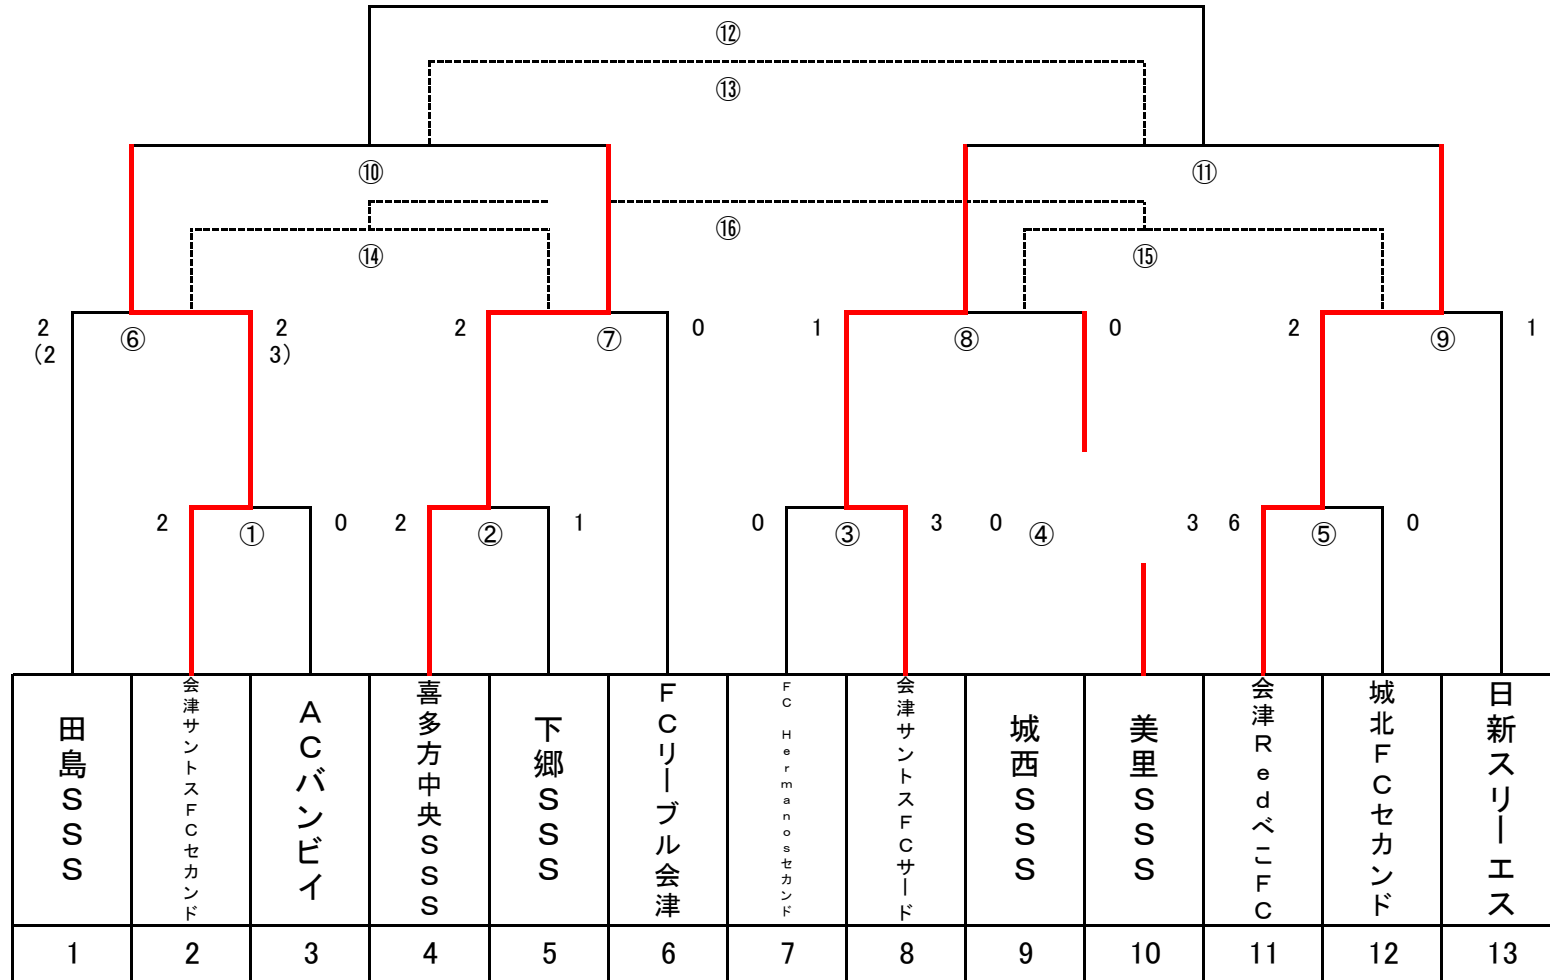 ⑫
⑬
⑩ ⑪
⑯
⑭ ⑮
2 ⑥ 2 2 ⑦ 0 1 ⑧ 0 2 ⑨ 1
(2 3)
2 ① 0 2 ② 1 0 ③ 3 0 ④ 3 6 ⑤ 0
田島SSS
会津サントスFCセカンド
ACバンビイ
喜多方中央SSS
下郷SSS
FCリーブル会津
FC Hermanosセカンド
会津サントスFCサード
城西SSS
美里SSS
会津RedべこFC
城北FCセカンド
日新スリーエス
1 2 3 4 5 6 7 8 9 10 11 12 13